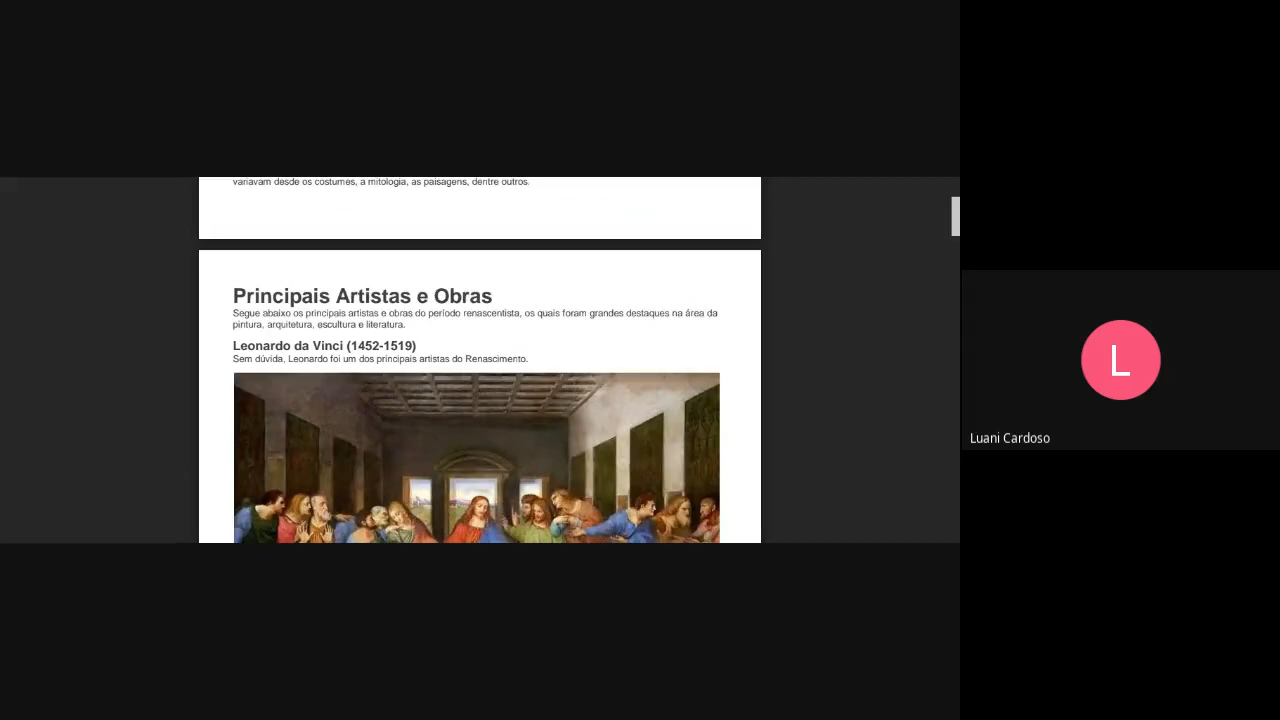 variavam desde os costumes, a mitologia, as paisagens, dentre outros.
Principais Artistas e Obras
Segue abaixo os principais artistas e obras do período renascentista, os quais foram grandes destaques na área da
pintura, arquitetura, escultura e literatura.
Leonardo da Vinci (1452-1519)
Sem dúvida, Leonardo foi um dos principais artistas do Renascimento.
L
Luani Cardoso